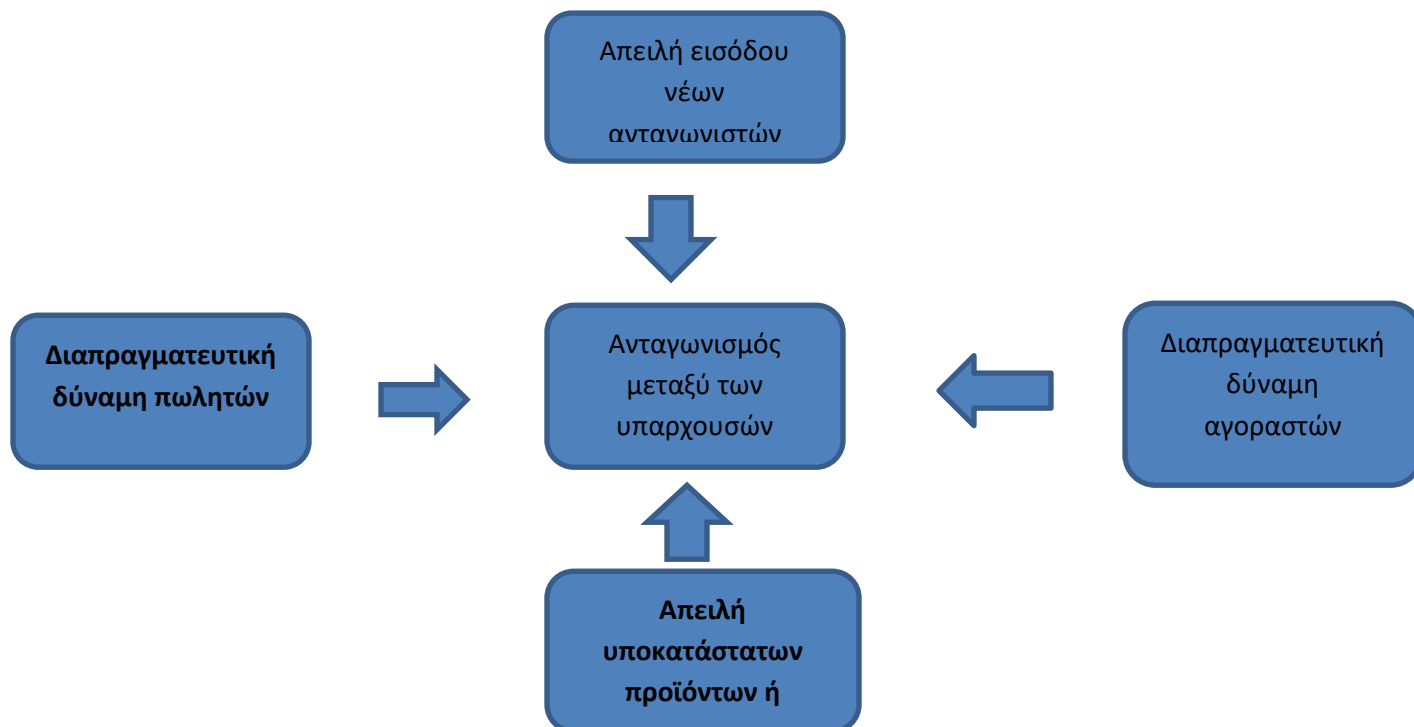 Απειλή εισόδου
νέων
ανταγωνιστών
Διαπραγματευτική
δύναμη πωλητών
Ανταγωνισμός
μεταξύ των
υπαρχουσών
Διαπραγματευτική
δύναμη
αγοραστών
Απειλή
υποκατάστατων
προϊόντων ή